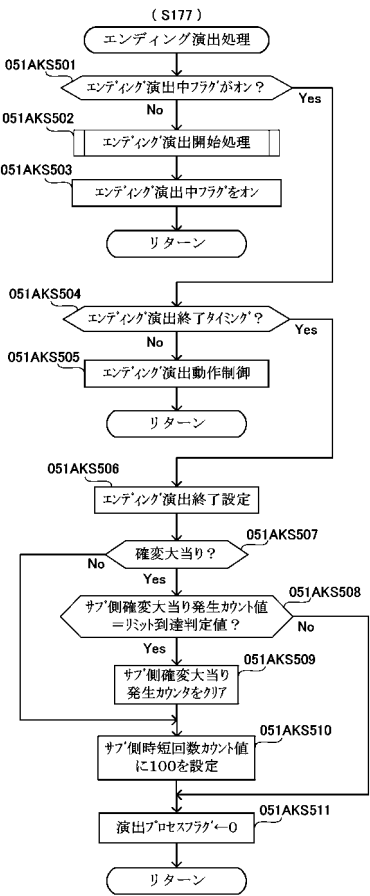 （S177）
エンディング演出処理
051AKS501
エンディング演出中フラグがオン？
No
Yes
051AKS502
エンディング演出開始処理
051AKS503
エンディング演出中フラグをオン
リターン
051AKS504
エンディング演出終了タイミング？
No
Yes
051AKS505
エンディング演出動作制御
リターン
051AKS506
エンディング演出終了設定
051AKS507
確変大当り？
No
Yes
051AKS508
サブ側確変大当り発生カウント値
＝リミット到達判定値？
Yes
No
051AKS509
サブ側確変大当り
発生カウンタをクリア
051AKS510
サブ側時短回数カウント値
に100を設定
051AKS511
演出プロセスフラグ←0
リターン